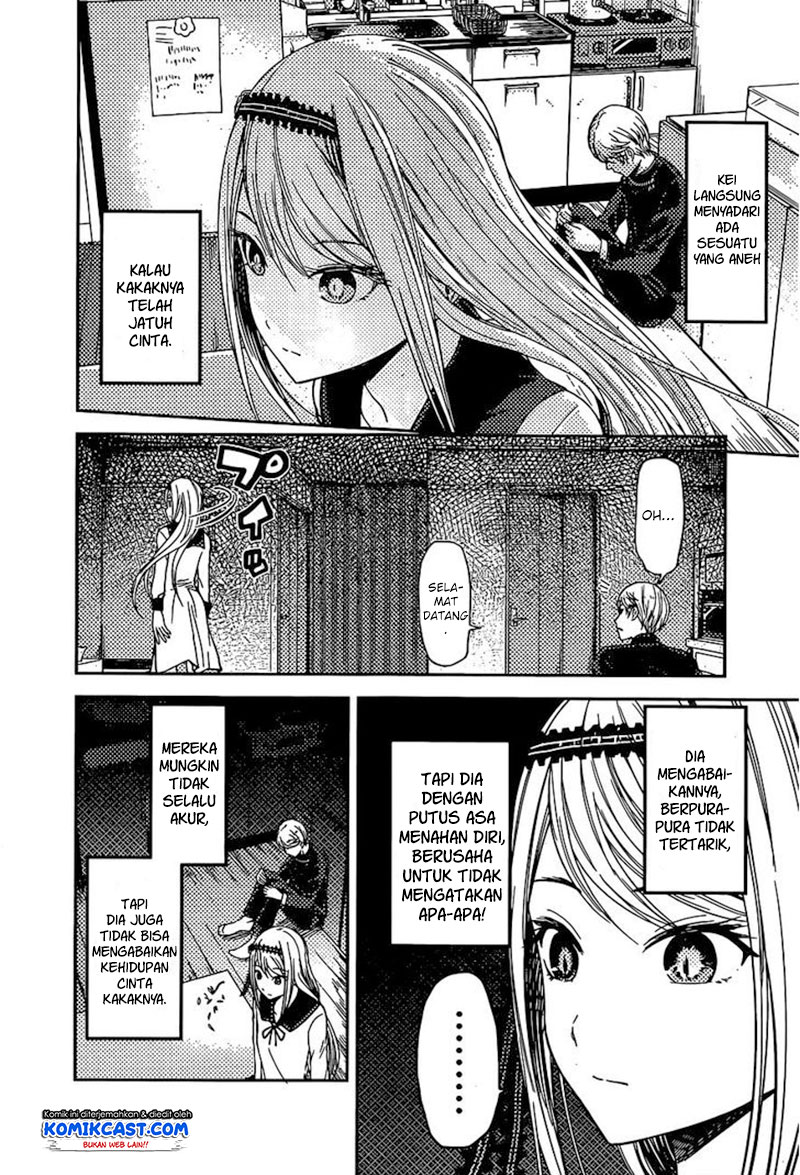 KEI
LANGSUNG
MENYADARI
ADA
SESUATU
YANG ANEH
KALAU
KAKAKNYA
TELAH
JATUH
CINTA.
OH...
SELA-
MAT
DATANG
.
プイッ
DIA
MENGABAI-
KANNYA,
BERPURA-
PURA TIDAK
TERTARIK,
TAPI DIA
DENGAN
PUTUS ASA
MENAHAN DIRI,
BERUSAHA
UNTUK TIDAK
MENGATAKAN
APA-APA!
MEREKA
MUNGKIN
TIDAK
SELALU
AKUR,
TAPI
DIA JUGA
TIDAK BISA
MENGABAIKAN
KEHIDUPAN
CINTA
KAKAKNYA.
Komik ini diterjemahkan & diedit oleh
KOMIKCAST.COM
BUKAN WEB LAIN!!